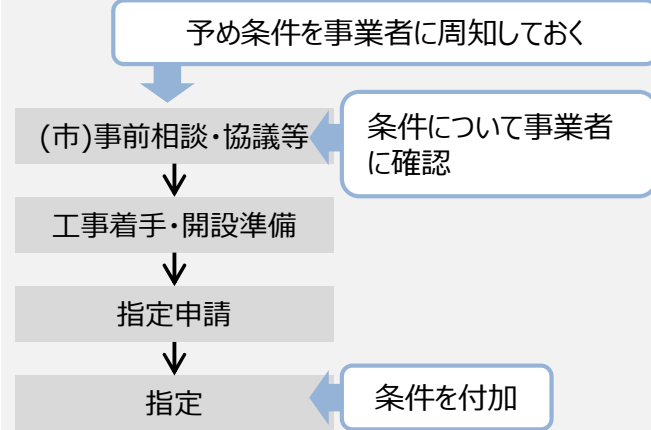 予め条件を事業者に周知しておく
(市)事前相談・協議等
条件について事業者
に確認
工事着手・開設準備
指定申請
指定
条件を付加